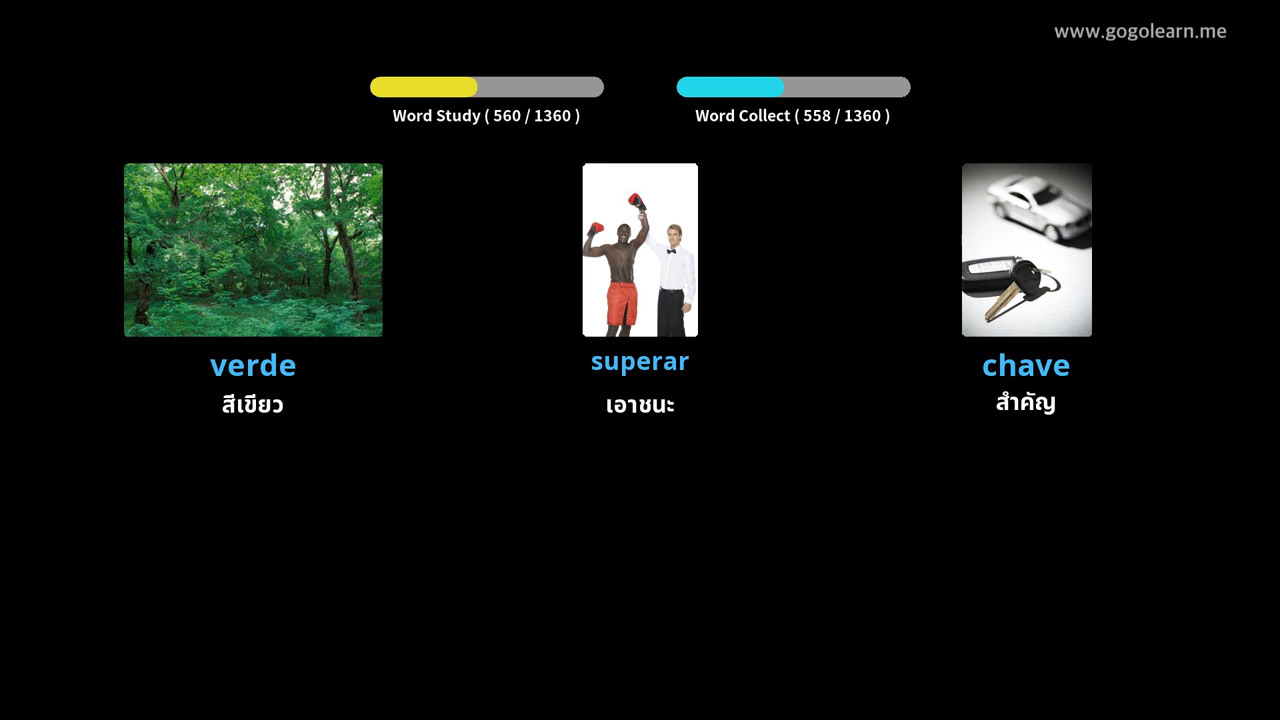 www.gogolearn.me
Word Study ( 560 / 1360 )
Word Collect ( 558 / 1360 )
verde
superar
chave
สีเขียว
เอาชนะ
สำคัญ